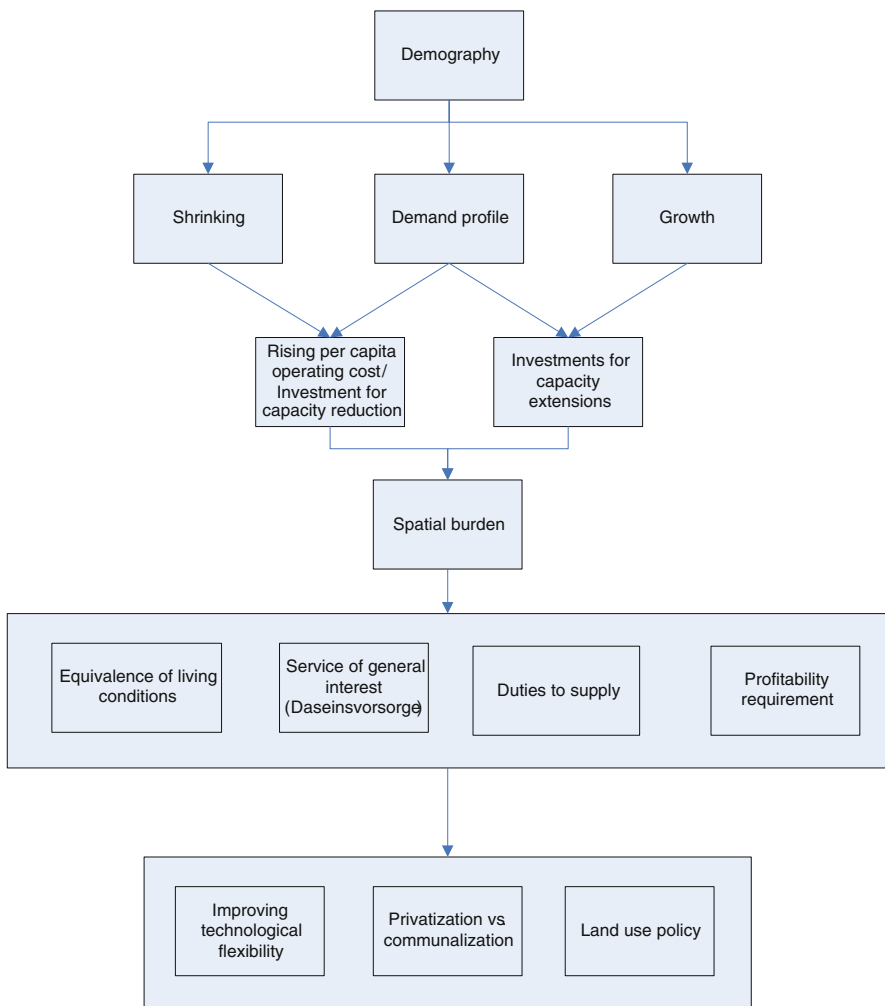 Demography
Shrinking
Demand profile
Growth
Rising per capita
operating cost/
Investment for
capacity reduction
Investments for
capacity
extensions
Spatial burden
Equivalence of living
conditions
Service of general
interest
(Daseinsvorsorge)
Duties to supply
Profitability
requirement
Improving
technological
flexibility
Privatization vs.
communalization
Land use policy